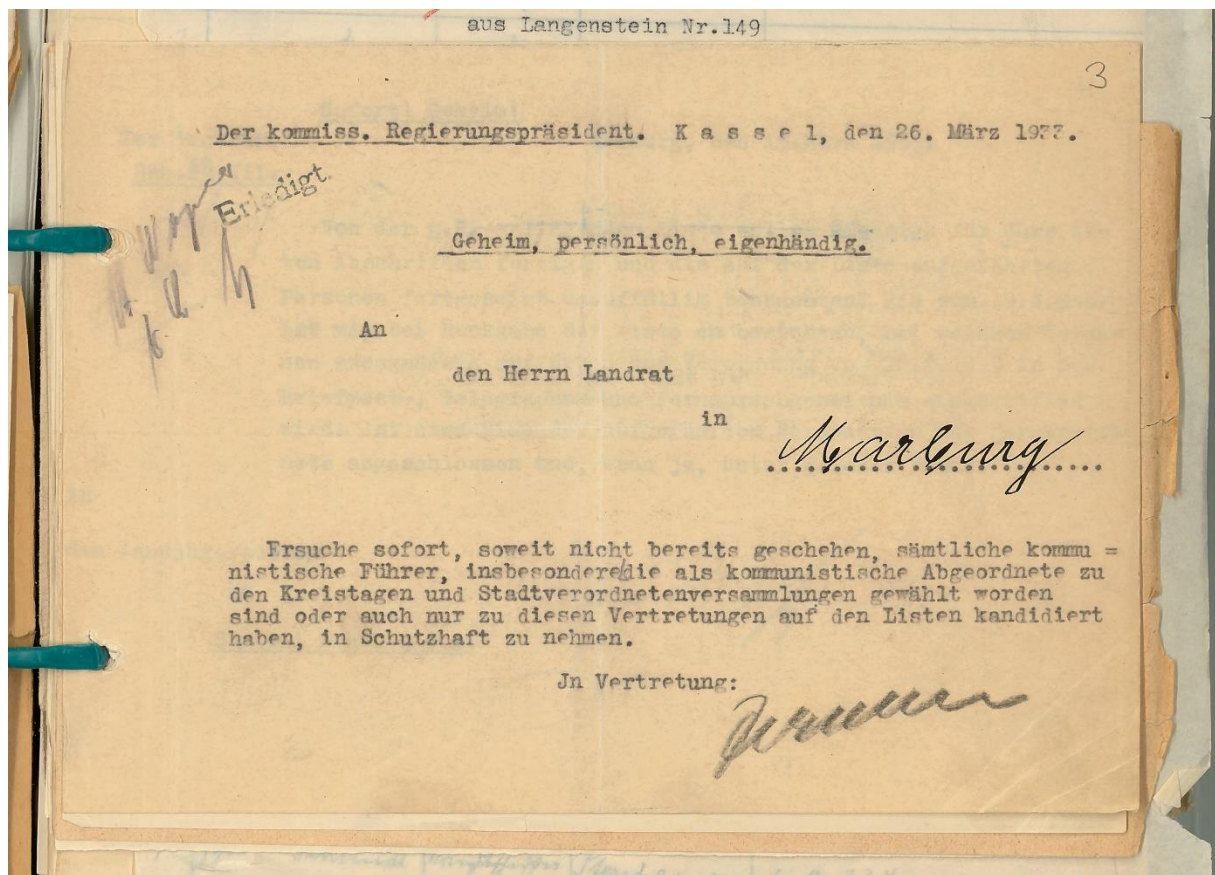 aus Langenstein Nr.149
3
Der kommiss. Regierungspräsident. K a s s e l, den 26. März 1933.
Erledigt.
Geheim, persönlich, eigenhändig.
An
den Herrn Landrat
in
Marburg
Ersuche sofort, soweit nicht bereits geschehen, sämtliche kommu =
nistische Führer, insbesondere die als kommunistische Abgeordnete zu
den Kreistagen und Stadtverordnetenversammlungen gewählt worden
sind oder auch nur zu diesen Vertretungen auf den Listen kandidiert
haben, in Schutzhaft zu nehmen.
Jn Vertretung: